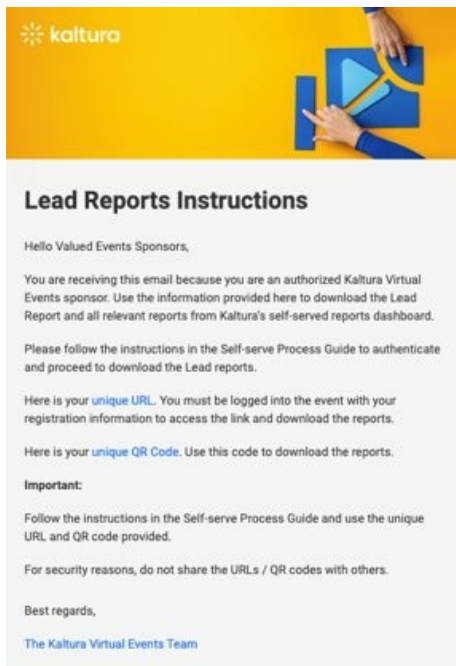 kaltura
Lead Reports Instructions
Hello Valued Events Sponsors,
You are receiving this email because you are an authorized Kaltura Virtual
Events sponsor. Use the information provided here to download the Lead
Report and all relevant reports from Kaltura's self-served reports dashboard.
Please follow the instructions in the Self-serve Process Guide to authenticate
and proceed to download the Lead reports.
Here is your unique URL. You must be logged into the event with your
registration information to access the link and download the reports.
Here is your unique QR Code. Use this code to download the reports.
Important:
Follow the instructions in the Self-serve Process Guide and use the unique
URL and QR code provided.
For security reasons, do not share the URLs / QR codes with others.
Best regards,
The Kaltura Virtual Events Team